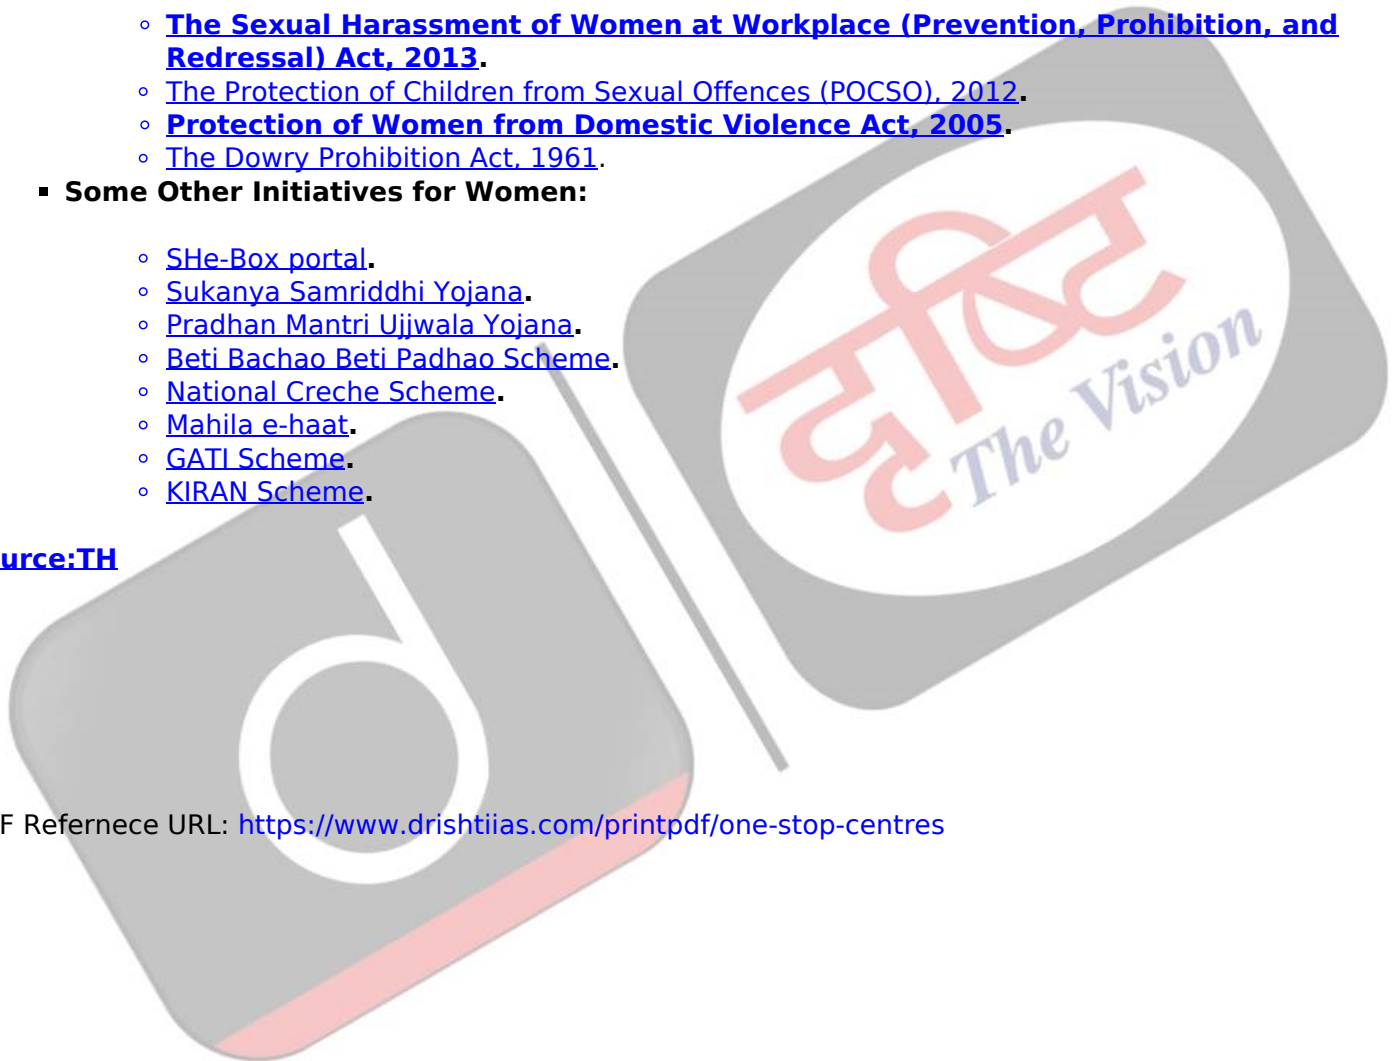 The Sexual Harassment of Women at Workplace (Prevention, Prohibition, and
Redressal) Act, 2013.
The Protection of Children from Sexual Offences (POCSO), 2012.
Protection of Women from Domestic Violence Act, 2005.
The Dowry Prohibition Act, 1961.
Some Other Initiatives for Women:
SHe-Box portal.
Sukanya Samriddhi Yojana.
Pradhan Mantri Ujjwala Yojana.
Beti Bachao Beti Padhao Scheme.
National Creche Scheme.
Mahila e-haat.
GATI Scheme.
KIRAN Scheme.
urce:TH
F Refernece URL: https://www.drishtiias.com/printpdf/one-stop-centres
दृष्टि
The Vision
d